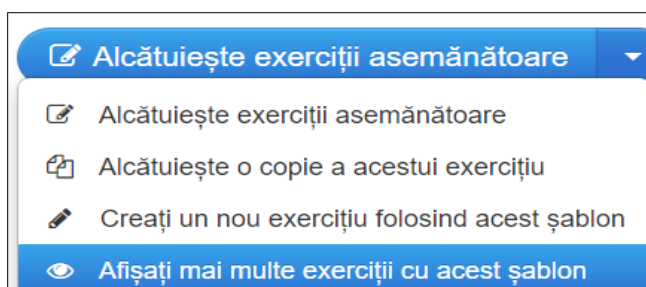 Alcătuiește exerciții asemănătoare
Alcătuiește exerciții asemănătoare
Alcătuiește o copie a acestui exercițiu
Creați un nou exercițiu folosind acest șablon
Afișați mai multe exerciții cu acest șablon